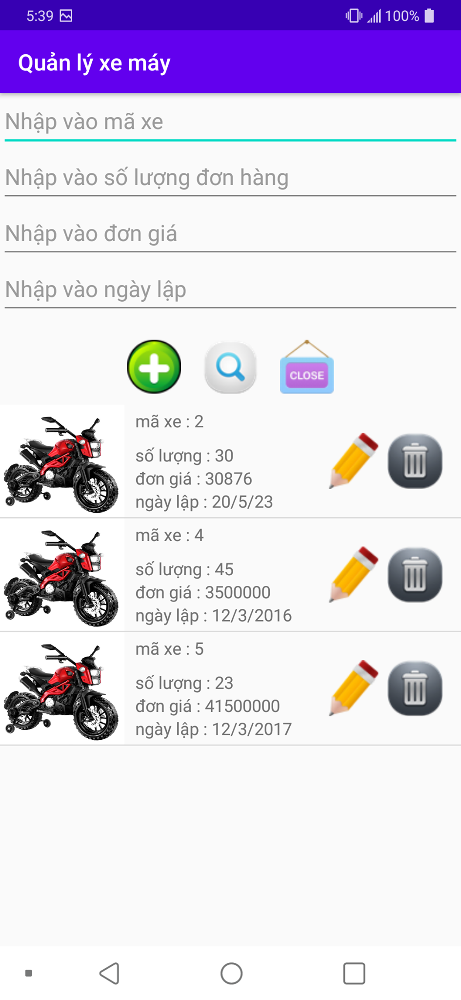 5:39
100%
Quản lý xe máy
Nhập vào mã xe
Nhập vào số lượng đơn hàng
Nhập vào đơn giá
Nhập vào ngày lập
CLOSE
mã xe : 2
số lượng : 30
đơn giá : 30876
ngày lập : 20/5/23
mã xe : 4
số lượng : 45
đơn giá : 3500000
ngày lập : 12/3/2016
mã xe : 5
số lượng : 23
đơn giá : 41500000
ngày lập : 12/3/2017